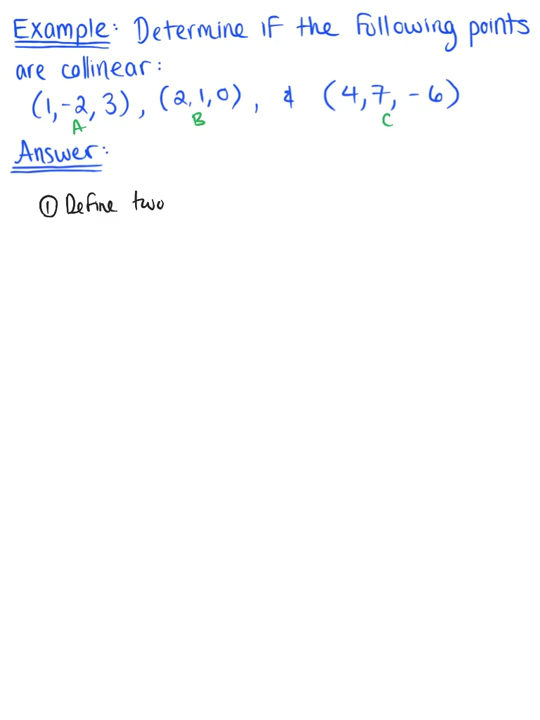 Example: Determine if the following points
are collinear:
(1,-2,3), (2,1,0), & (4,7,-6)
A B C
Answer:
① Define two